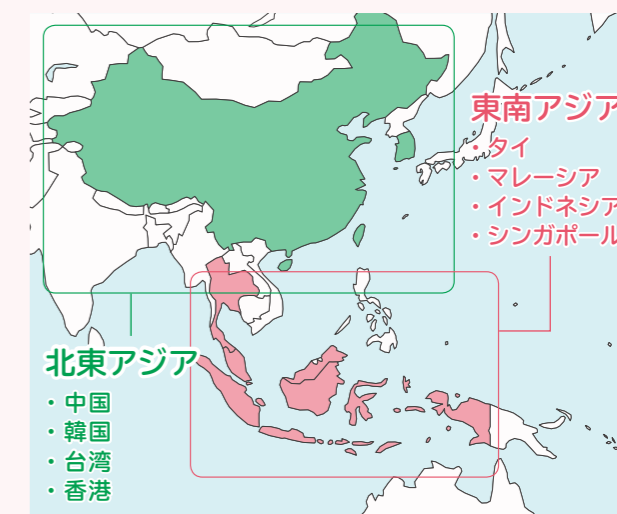 東南アジア
・タイ
・マレーシア
・インドネシア
・シンガポール
北東アジア
・中国
・韓国
・台湾
・香港